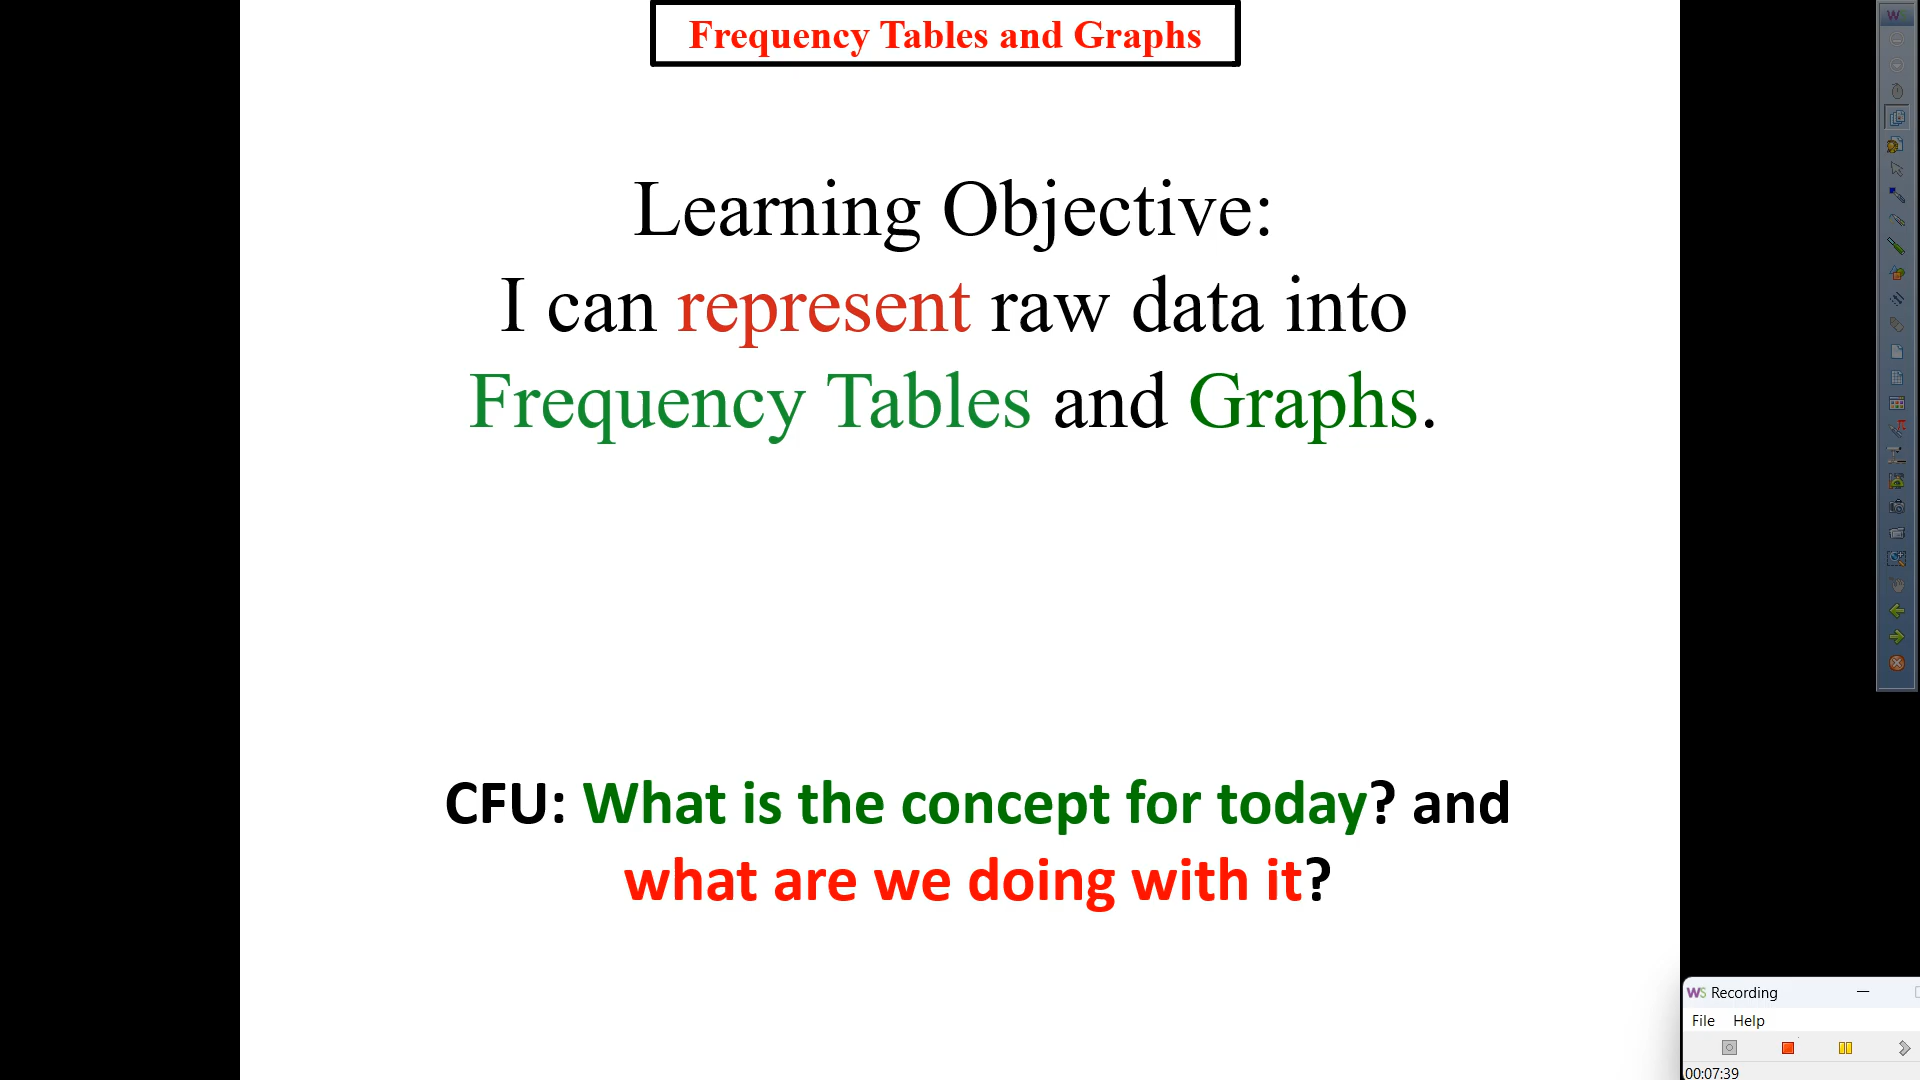 Frequency Tables and Graphs
Learning Objective:
I can represent raw data into
Frequency Tables and Graphs.
CFU: What is the concept for today? and
what are we doing with it?
WS Recording
File Help
00:07:39